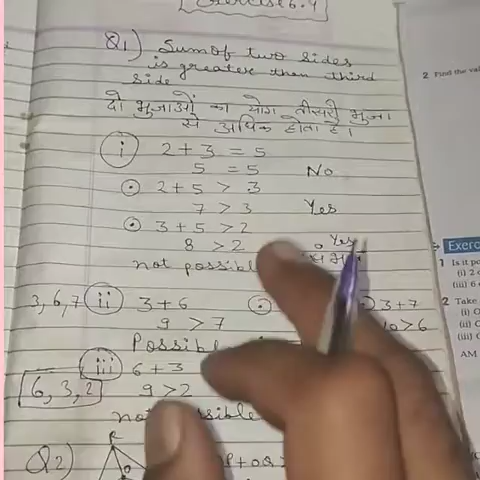 Exercise 6.4
Q1) Sum of two sides
is greater than third
side
दो भुजाओं का योग तीसरी भुजा
से अधिक होता है।
i 2 + 3 = 5
5 = 5 No
2 + 5 > 3
7 > 3 Yes
3 + 5 > 2
8 > 2 Yes
not possible
3, 6, 7 ii 3 + 6 3 + 7
9 > 7 10 > 6
Possible
iii 6 + 3
6, 3, 2 9 > 2
not
Q2)
R
2 Find the
Exerc
1 Is it po
(i) 2
(iii) 6
2 Take
(i) O
(ii) C
(iii) C
AM